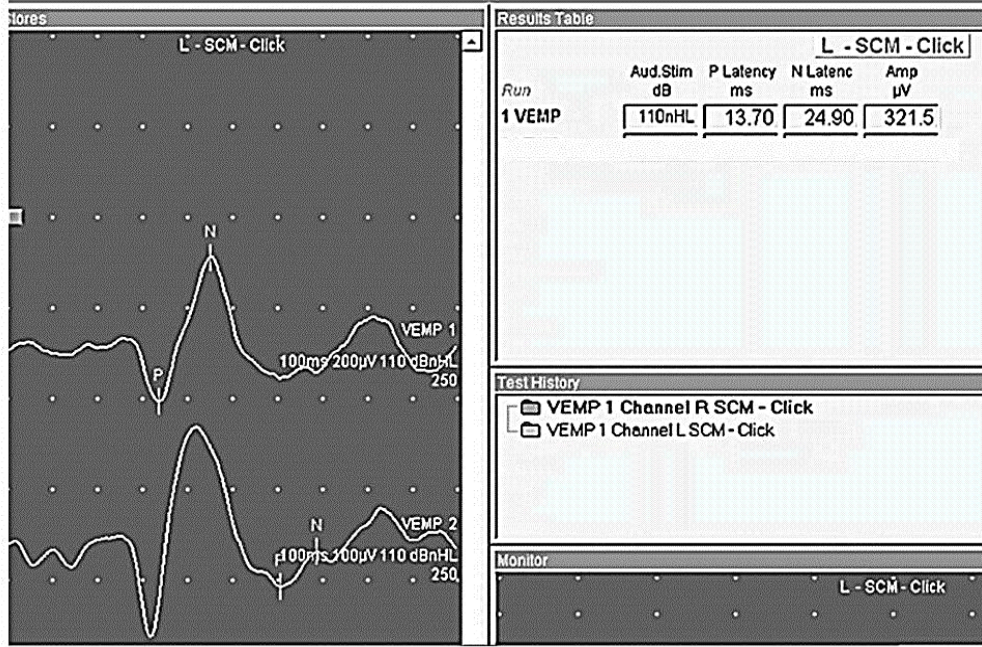 Stores
L - SCM - Click
N
P
VEMP 1
100ms 200µV 110 dBnHL
250
N
VEMP 2
100ms 100µV 110 dBnHL
250
Results Table
L - SCM - Click
Aud.Stim P Latency N Latenc Amp
Run dB ms ms µV
1 VEMP 110nHL 13.70 24.90 321.5
Test History
VEMP 1 Channel R SCM - Click
VEMP 1 Channel L SCM - Click
Monitor
L - SCM - Click